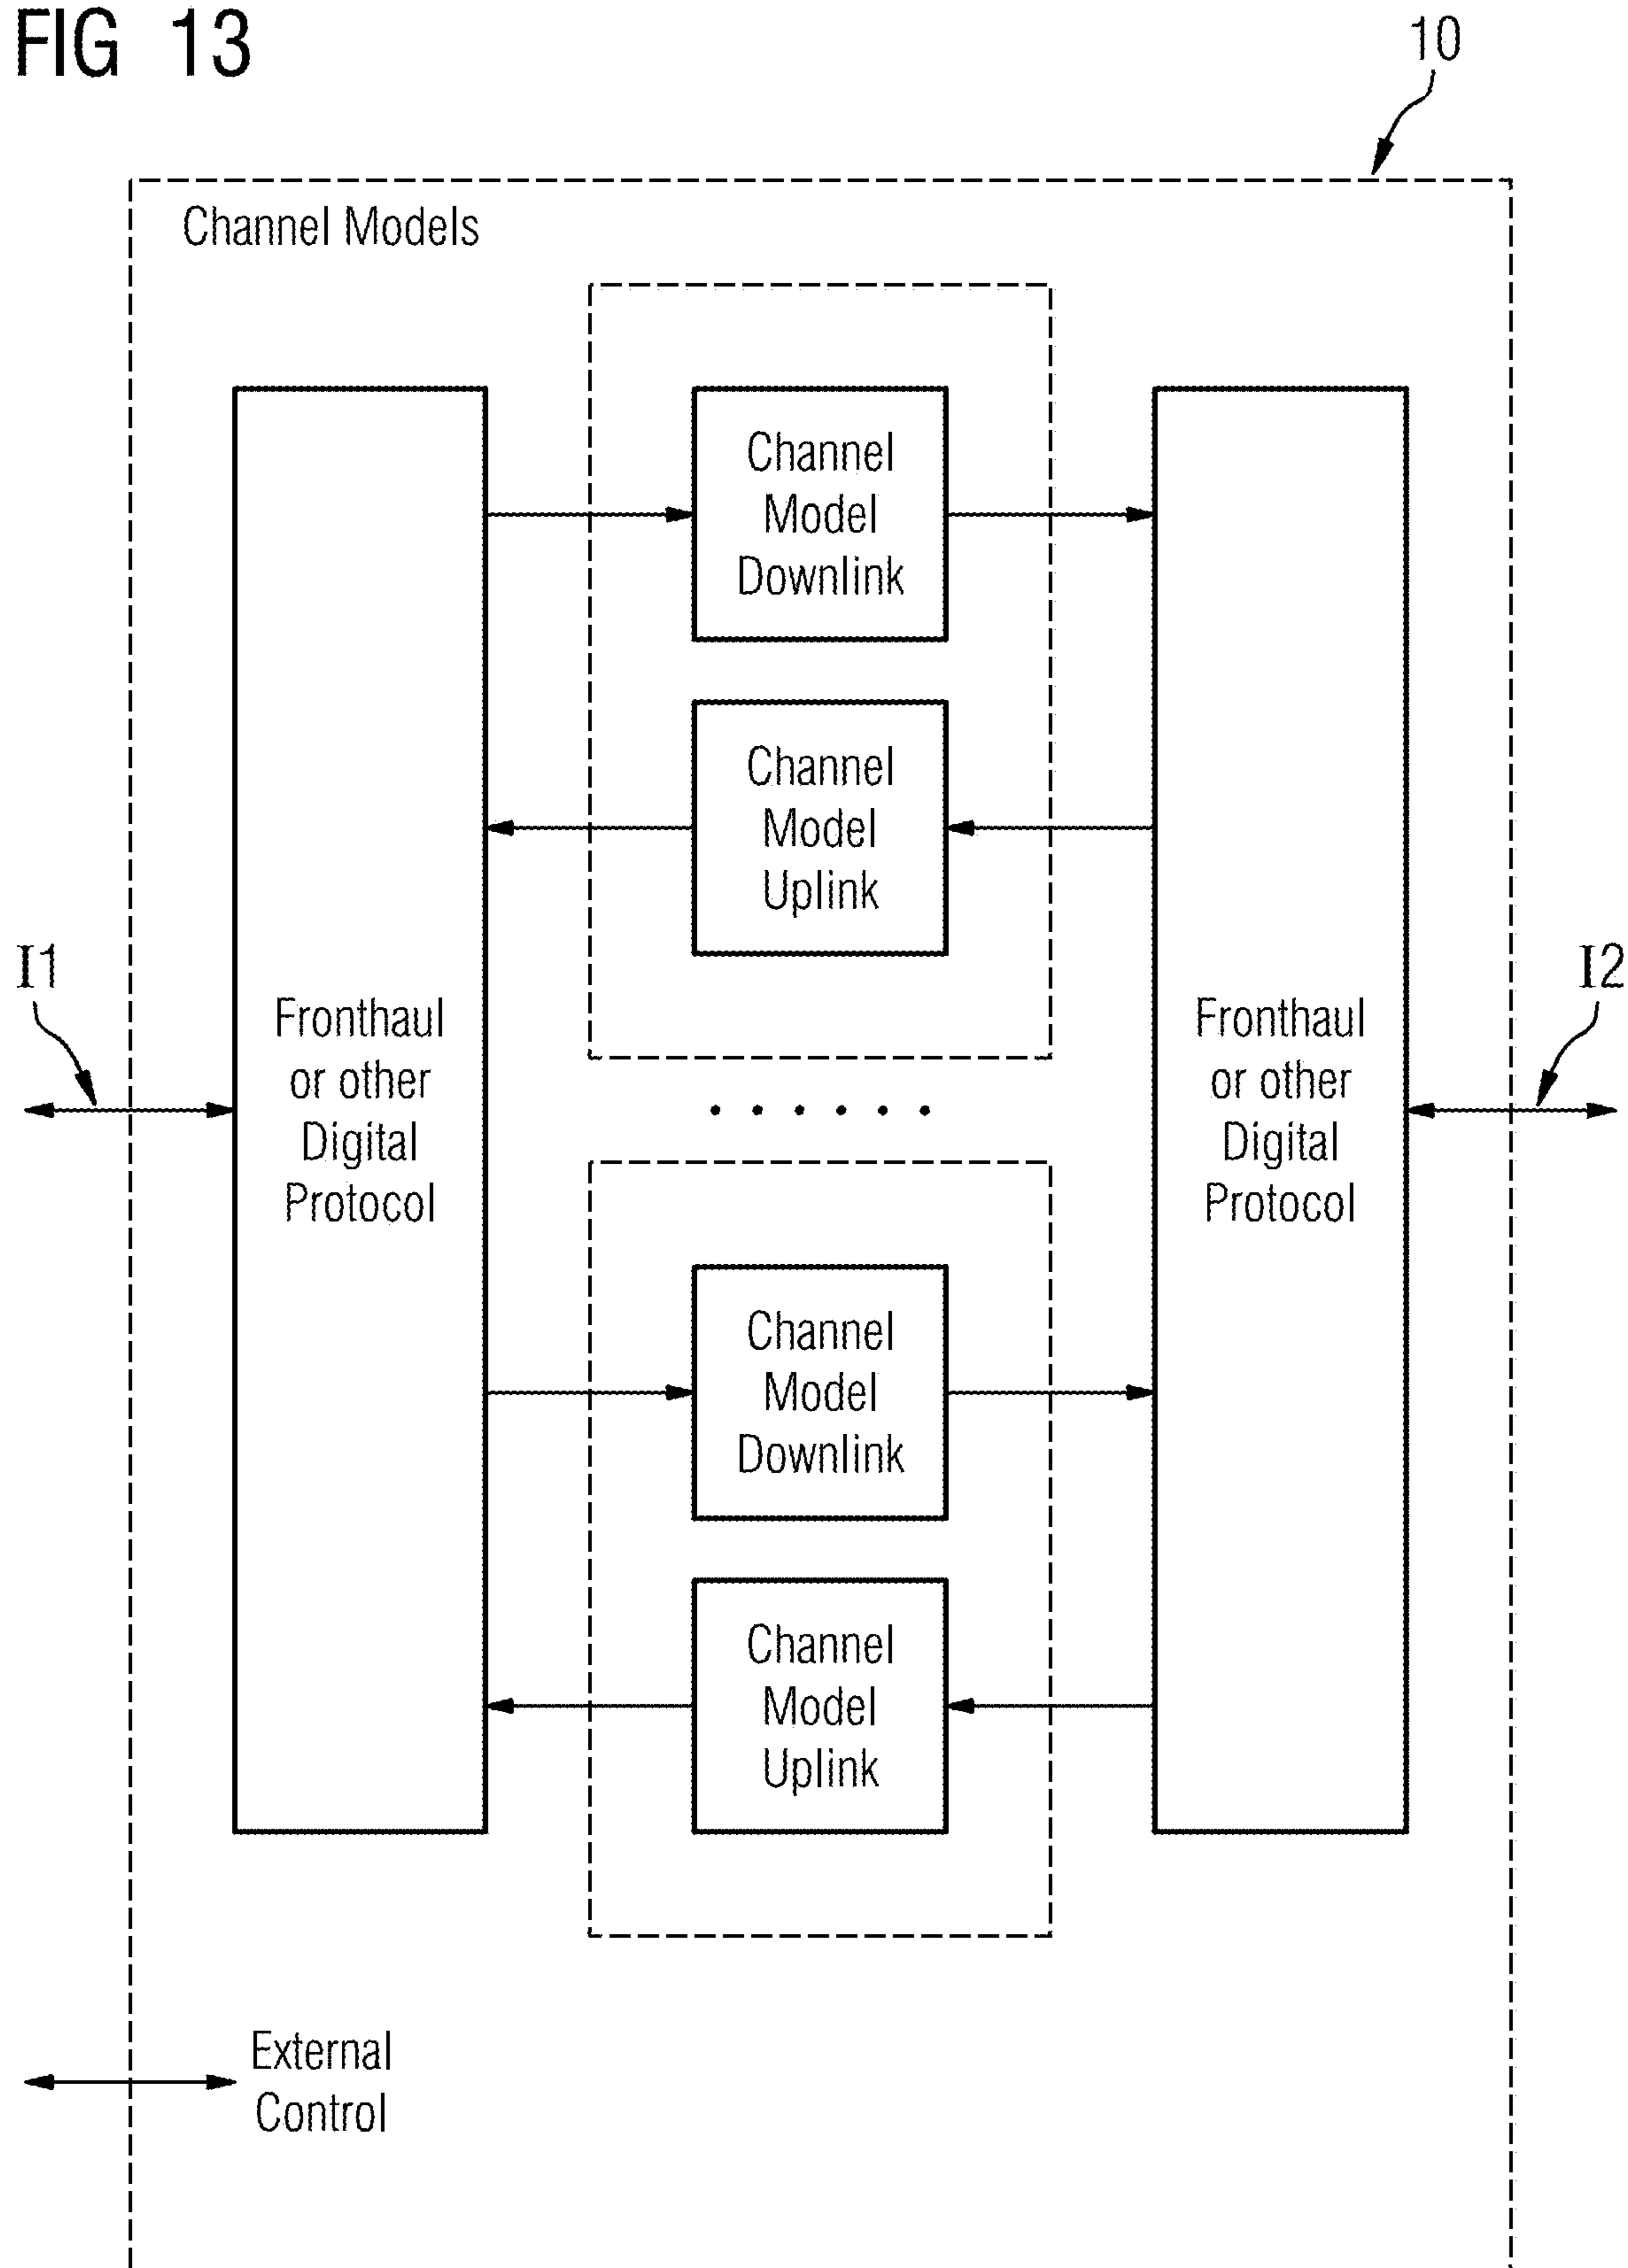 FIG 13
10
Channel Models
Channel
Model
Downlink
Channel
Model
Uplink
I1
Fronthaul
or other
Digital
Protocol
I2
Fronthaul
or other
Digital
Protocol
Channel
Model
Downlink
Channel
Model
Uplink
External
Control